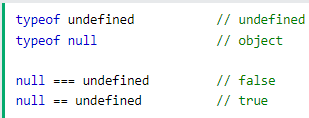 typeof undefined // undefined
typeof null // object
null === undefined // false
null == undefined // true